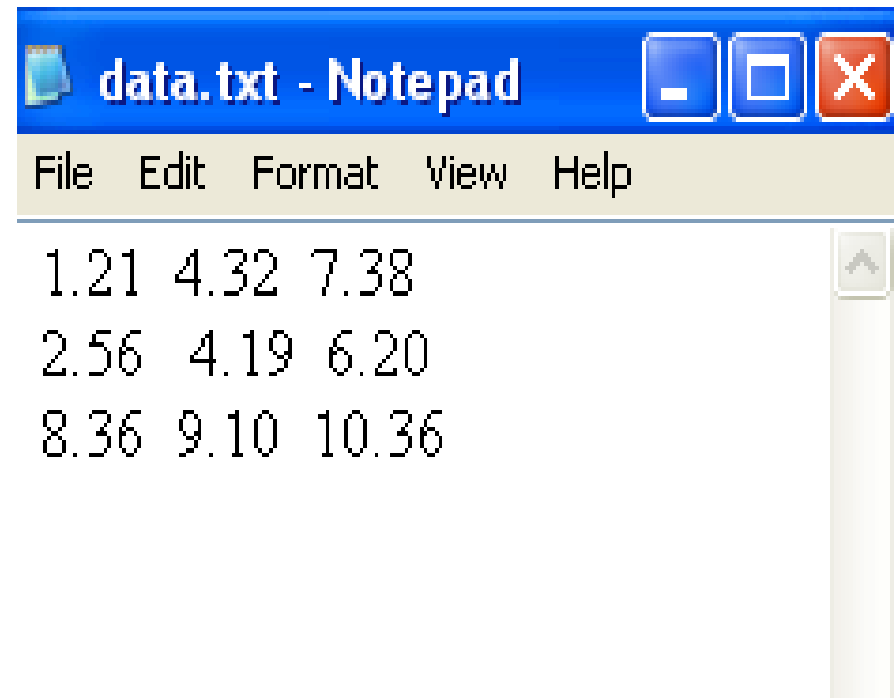 data.txt - Notepad
File Edit Format View Help
1.21 4.32 7.38
2.56 4.19 6.20
8.36 9.10 10.36